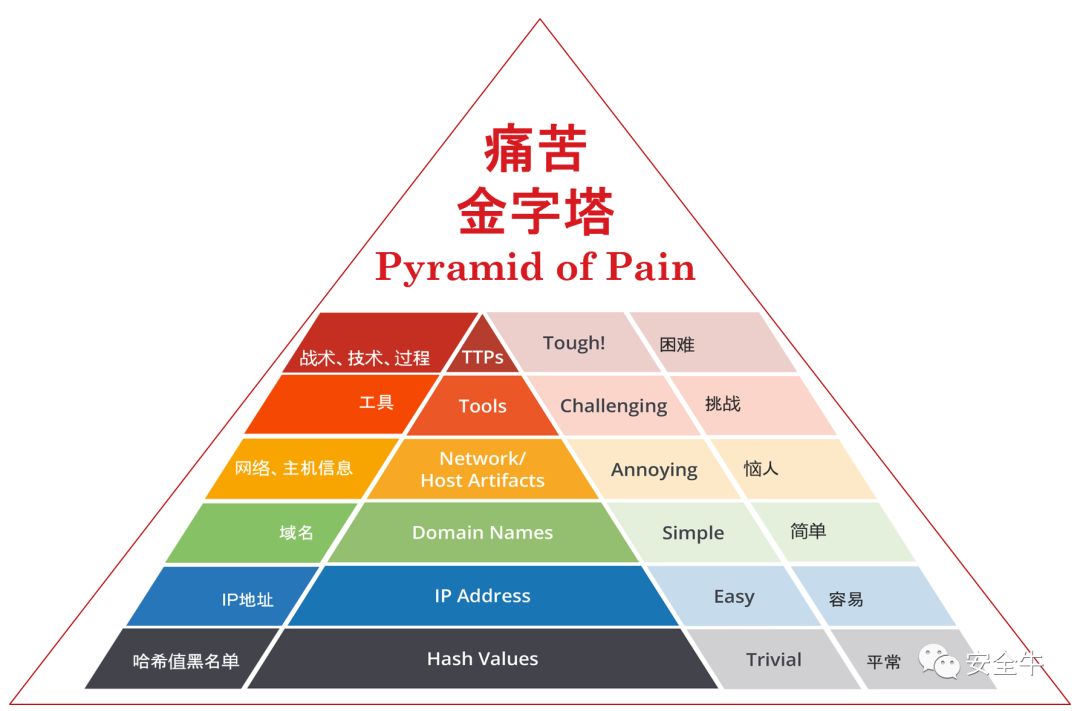 痛苦
金字塔
Pyramid of Pain
战术、技术、过程 TTPs Tough! 困难
工具 Tools Challenging 挑战
网络、主机信息 Network/ Host Artifacts Annoying 恼人
域名 Domain Names Simple 简单
IP地址 IP Address Easy 容易
哈希值黑名单 Hash Values Trivial 平常
安全牛